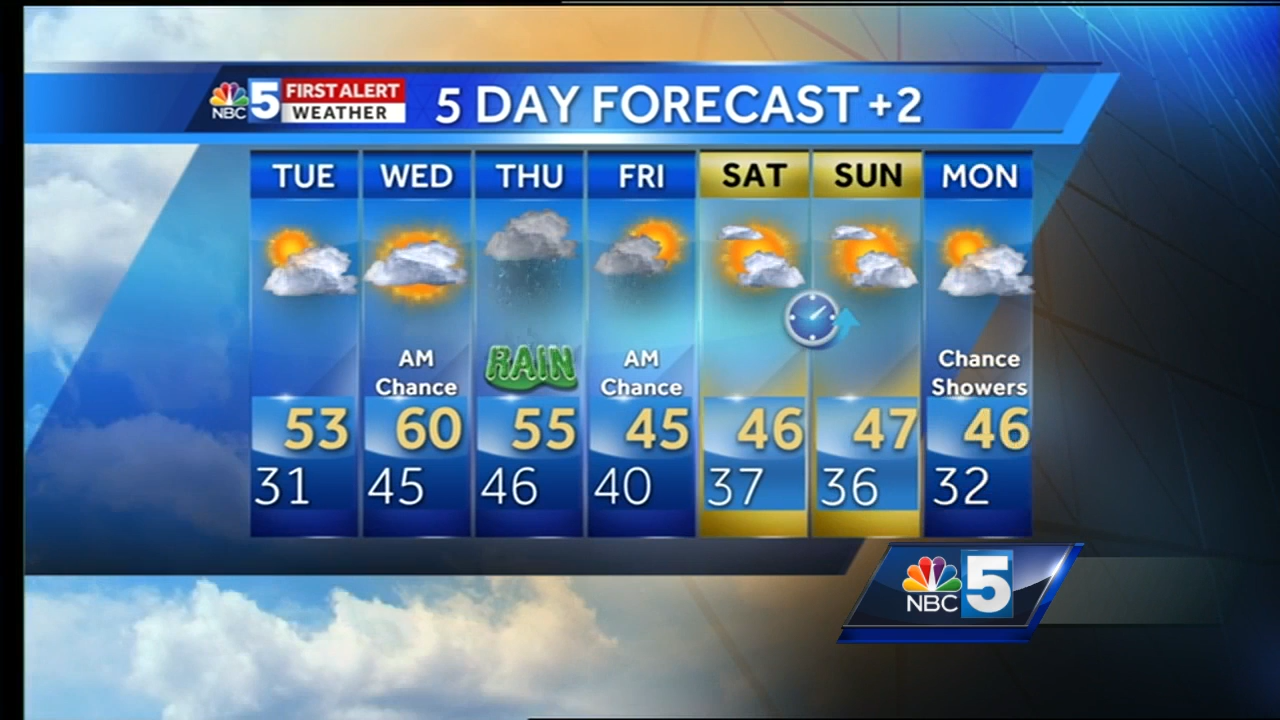 NBC 5 FIRST ALERT WEATHER
5 DAY FORECAST +2
TUE WED THU FRI SAT SUN MON
AM Chance RAIN AM Chance Chance Showers
53 60 55 45 46 47 46
31 45 46 40 37 36 32
NBC 5